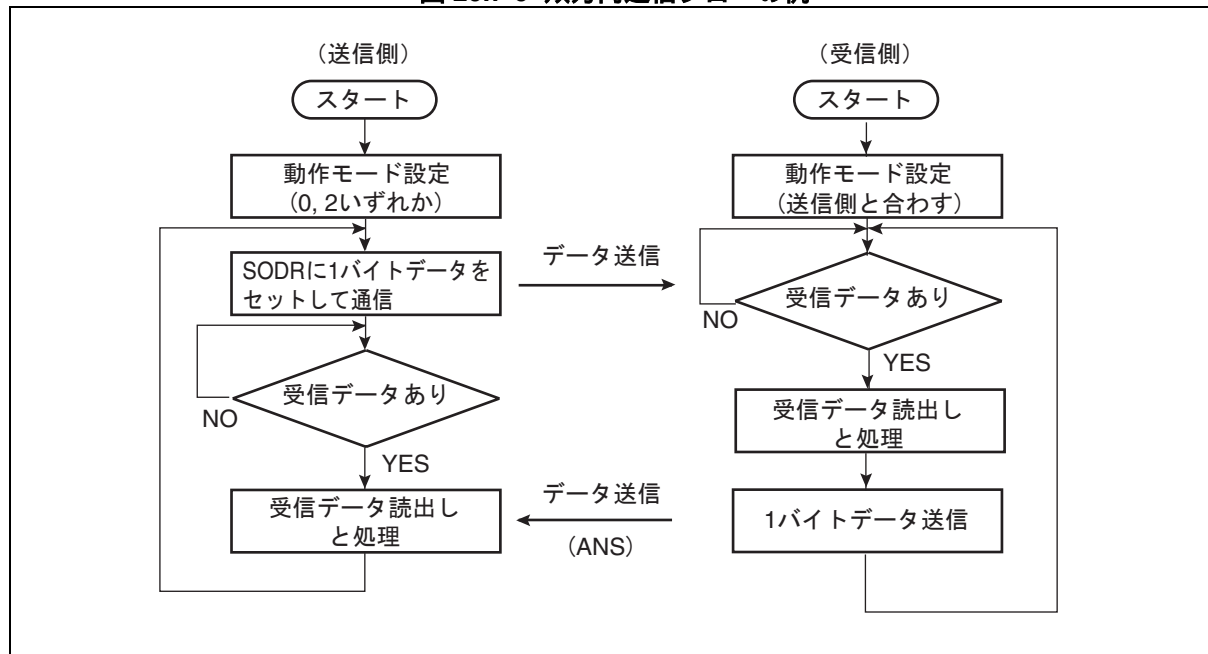 (送信側)
スタート
動作モード設定
(0, 2いずれか)
SODRに1バイトデータを
セットして通信
受信データあり
NO
YES
受信データ読出し
と処理
データ送信
データ送信
(ANS)
(受信側)
スタート
動作モード設定
(送信側と合わす)
受信データあり
NO
YES
受信データ読出し
と処理
1バイトデータ送信